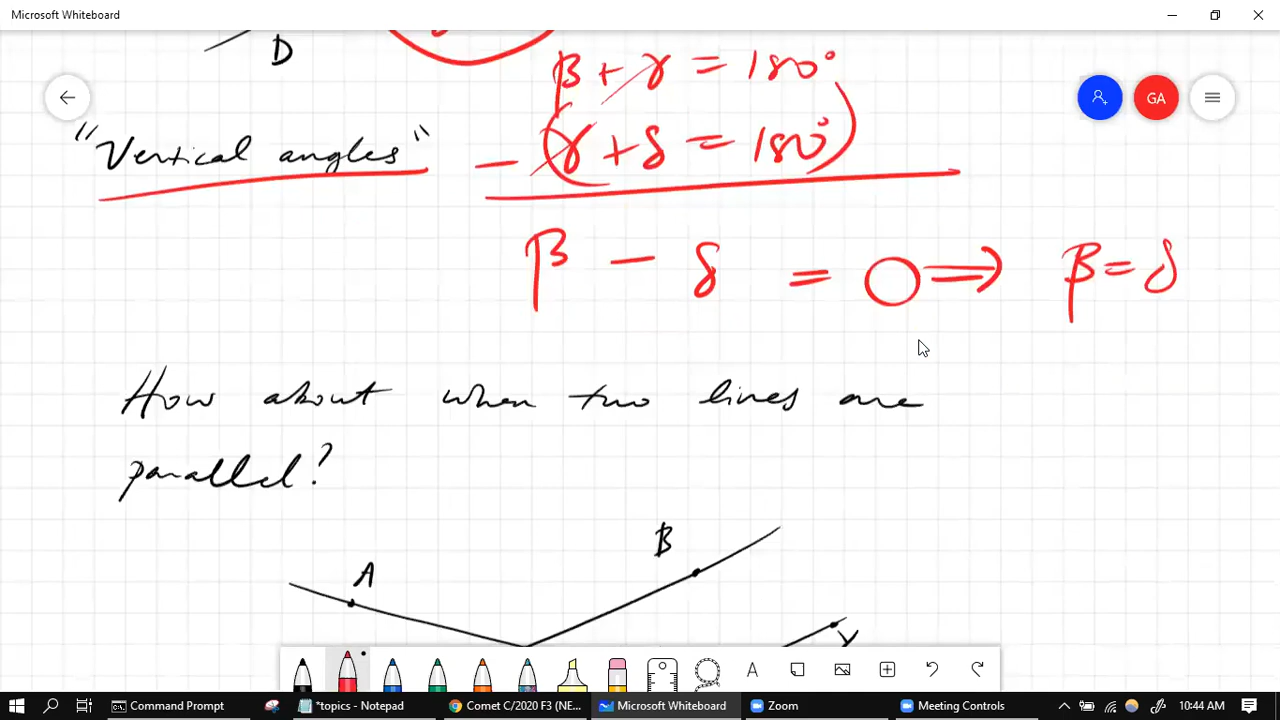 Microsoft Whiteboard
D
β + γ = 180°
"Vertical angles"
- (γ + δ = 180°)
β - δ = 0 ⇒ β = δ
How about when two lines are
parallel?
B
A
GA
A
Command Prompt
*topics - Notepad
Comet C/2020 F3 (NE...
Microsoft Whiteboard
Zoom
Meeting Controls
10:44 AM